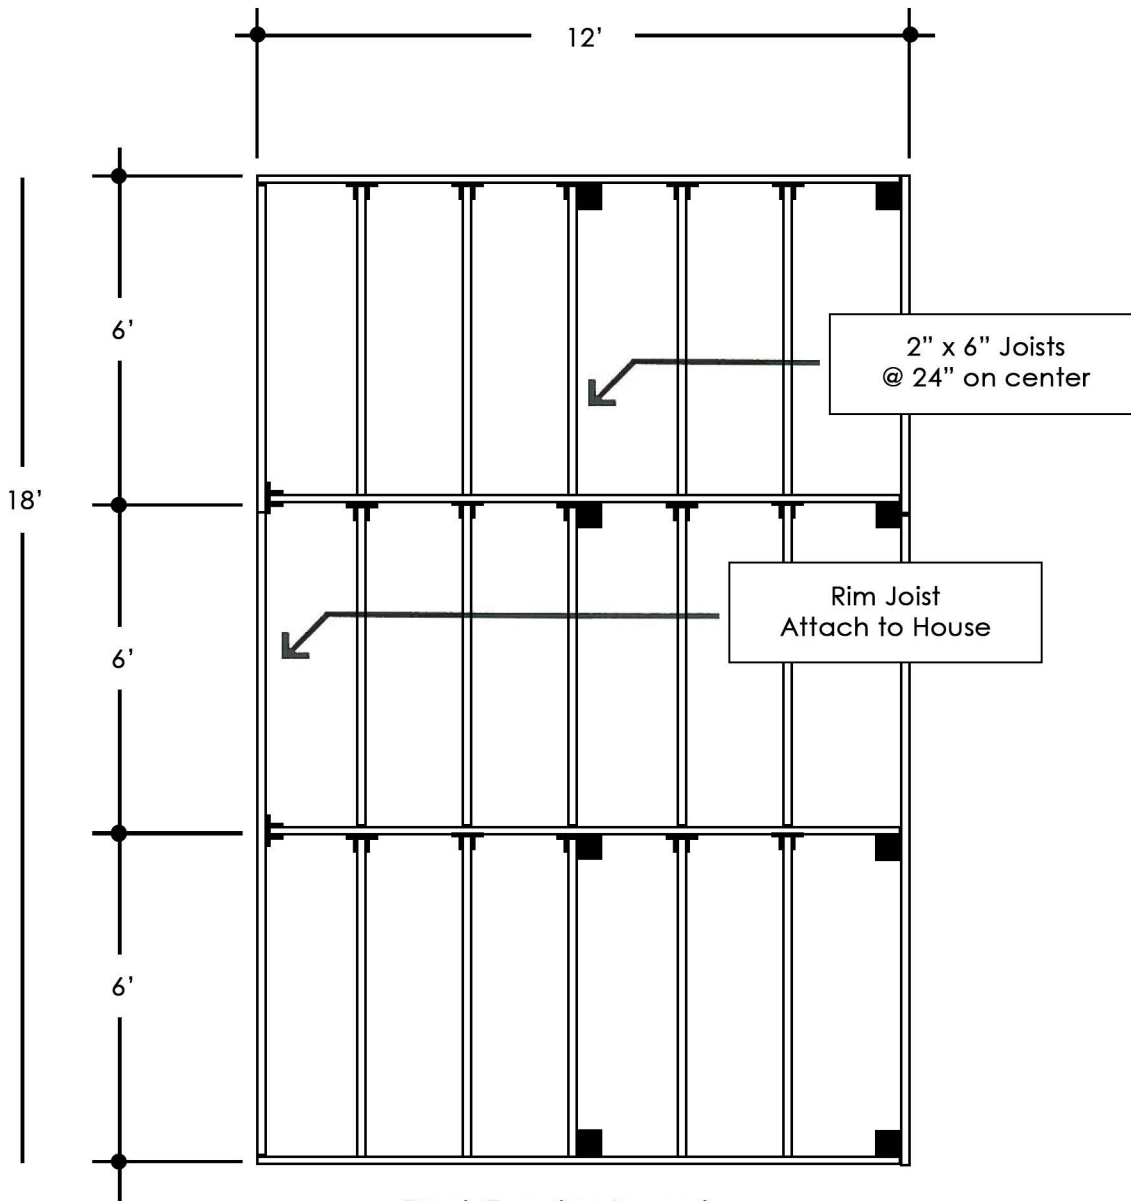 12’
6’
2” x 6” Joists
@ 24” on center
18’
Rim Joist
Attach to House
6’
6’